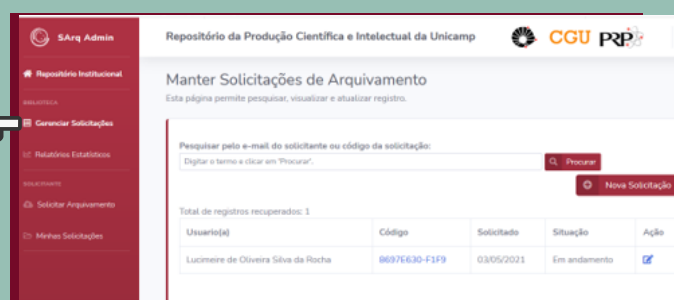 SArq Admin
Repositório da Produção Científica e Intelectual da Unicamp
CGU PRP
Repositório Institucional
Manter Solicitações de Arquivamento
Esta página permite pesquisar, visualizar e atualizar registro.
BIBLIOTECA
Gerenciar Solicitações
Relatórios Estatísticos
SOLICITANTE
Solicitar Arquivamento
Minhas Solicitações
Pesquisar pelo e-mail do solicitante ou código da solicitação:
Digitar o termo e clicar em 'Procurar'.
Procurar
Nova Solicitação
Total de registros recuperados: 1
Usuario(a) Código Solicitado Situação Ação
Lucimeire de Oliveira Silva da Rocha 8697E630-F1F9 03/05/2021 Em andamento